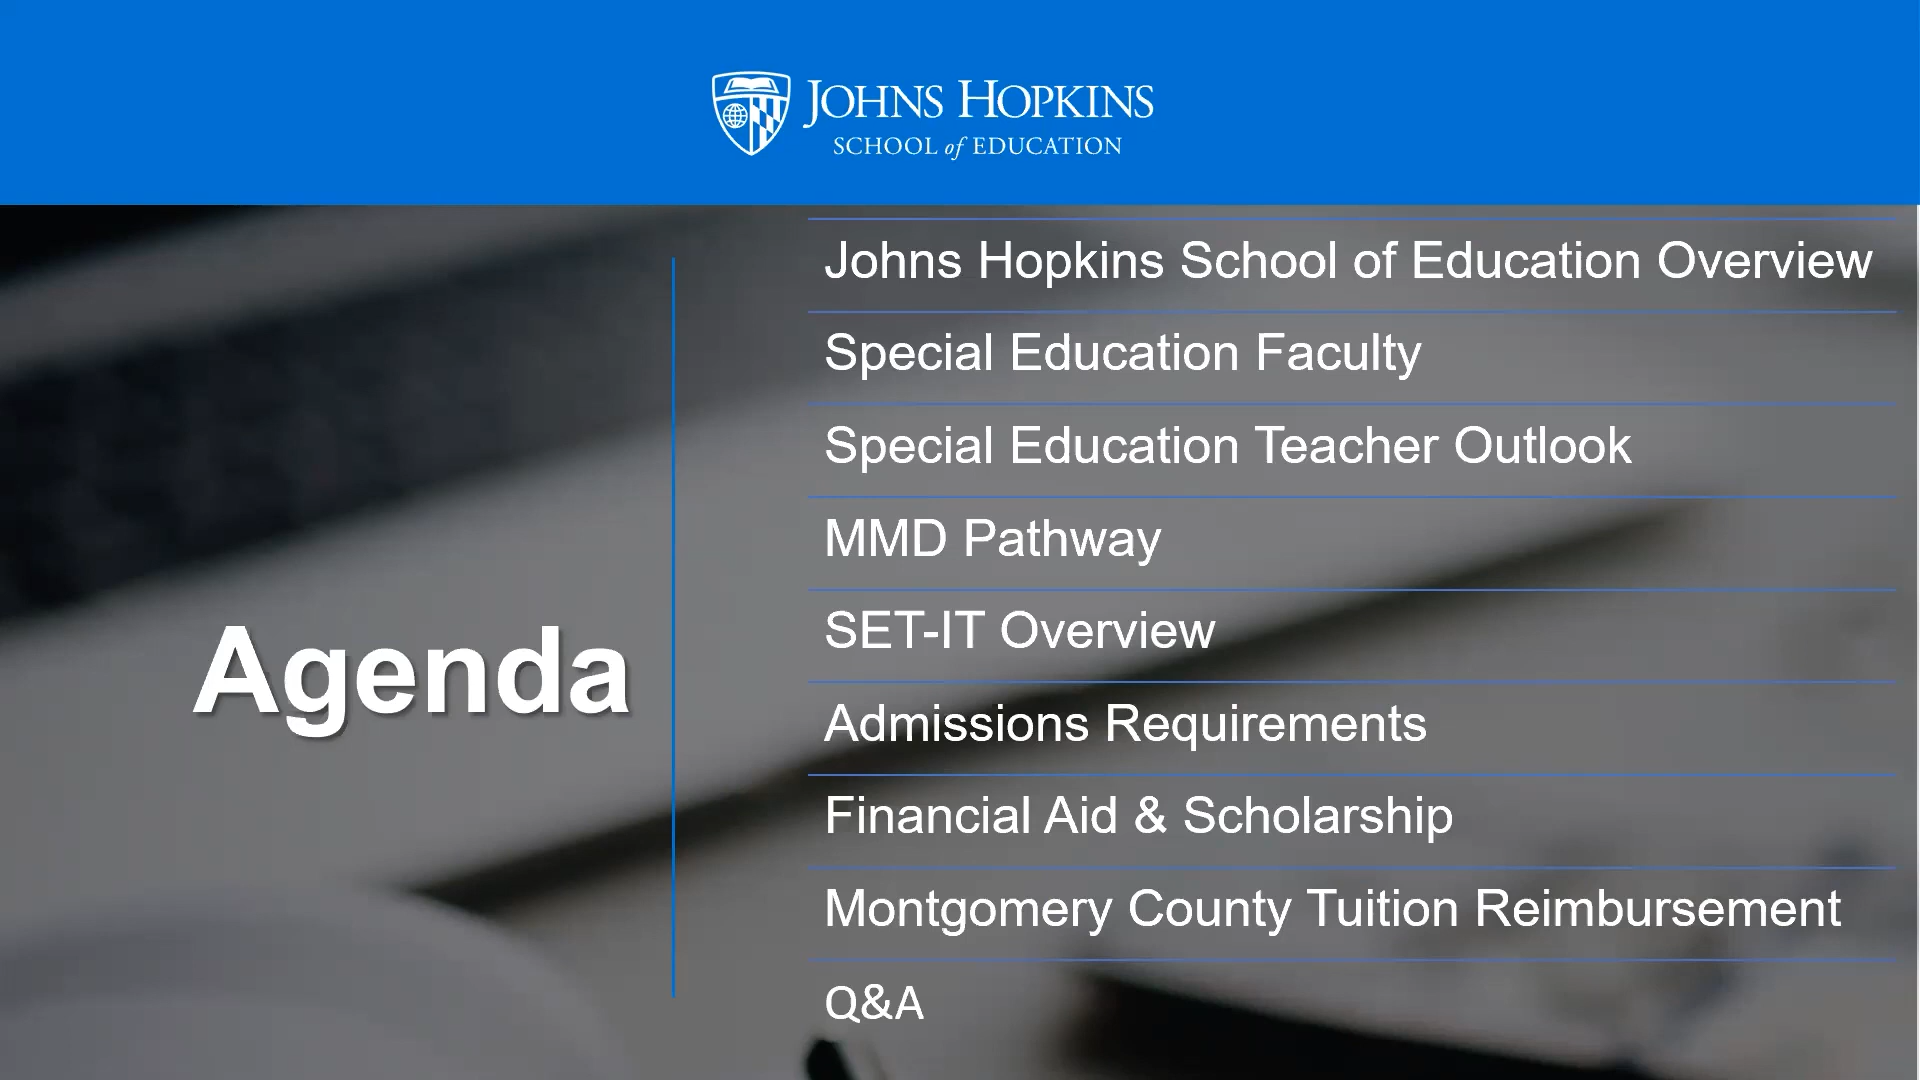 JOHNS HOPKINS
SCHOOL of EDUCATION
Agenda
Johns Hopkins School of Education Overview
Special Education Faculty
Special Education Teacher Outlook
MMD Pathway
SET-IT Overview
Admissions Requirements
Financial Aid & Scholarship
Montgomery County Tuition Reimbursement
Q&A